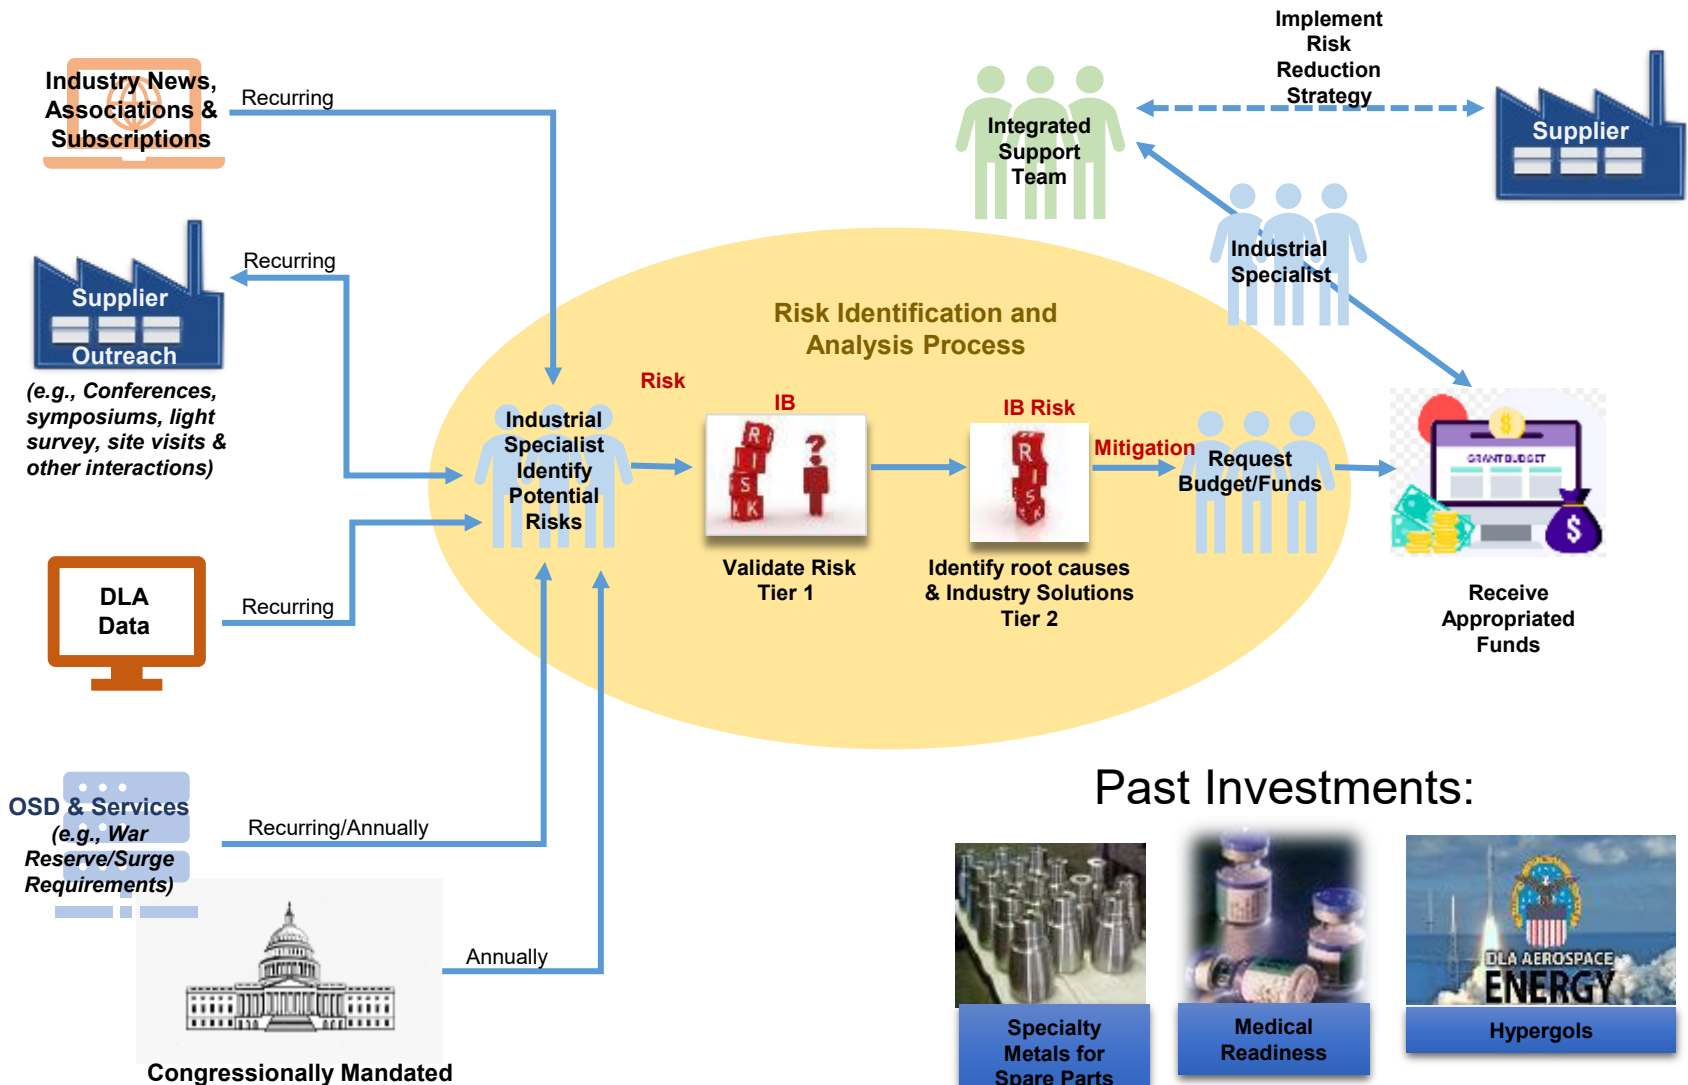 Industry News,
Associations &
Subscriptions
Recurring
Supplier
Outreach
(e.g., Conferences,
symposiums, light
survey, site visits &
other interactions)
Recurring
DLA
Data
Recurring
OSD & Services
(e.g., War
Reserve/Surge
Requirements)
Recurring/Annually
Congressionally Mandated
Annually
Risk Identification and
Analysis Process
Industrial
Specialist
Identify
Potential
Risks
Risk
IB
R
I
S
K
K
?
Validate Risk
Tier 1
IB Risk
R
I
S
K
Identify root causes
& Industry Solutions
Tier 2
Mitigation
Request
Budget/Funds
$
GRANT BUDGET
$
Receive
Appropriated
Funds
Industrial
Specialist
Integrated
Support
Team
Implement
Risk
Reduction
Strategy
Supplier
Past Investments:
Specialty
Metals for
Spare Parts
Medical
Readiness
DLA AEROSPACE
ENERGY
Hypergols